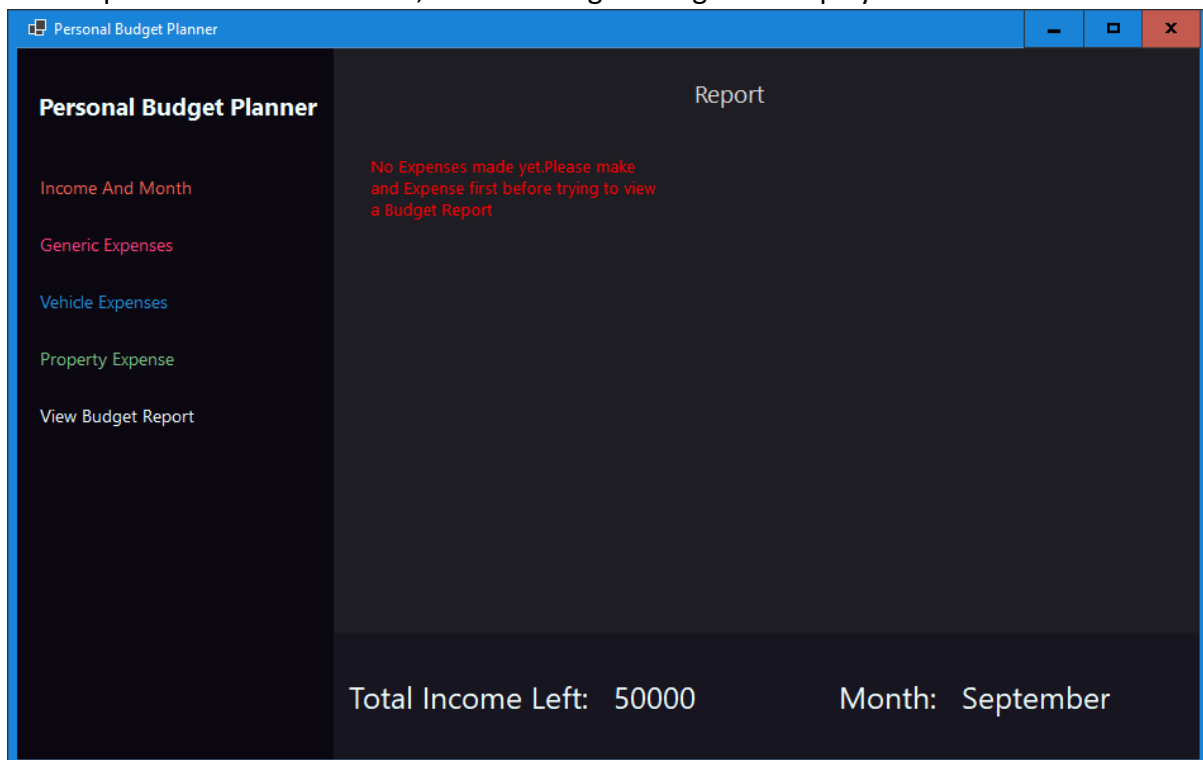 Personal Budget Planner
Personal Budget Planner
Report
No Expenses made yet.Please make
and Expense first before trying to view
a Budget Report
Income And Month
Generic Expenses
Vehicle Expenses
Property Expense
View Budget Report
Total Income Left: 50000 Month: September